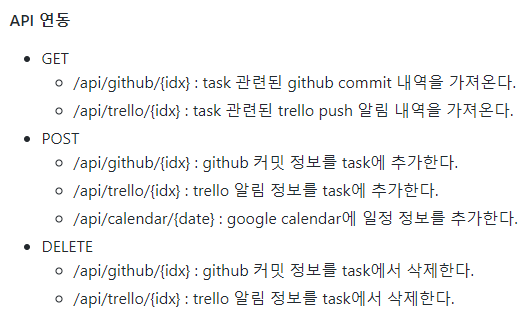 API 연동
GET
/api/github/{idx} : task 관련된 github commit 내역을 가져온다.
/api/trello/{idx} : task 관련된 trello push 알림 내역을 가져온다.
POST
/api/github/{idx} : github 커밋 정보를 task에 추가한다.
/api/trello/{idx} : trello 알림 정보를 task에 추가한다.
/api/calendar/{date} : google calendar에 일정 정보를 추가한다.
DELETE
/api/github/{idx} : github 커밋 정보를 task에서 삭제한다.
/api/trello/{idx} : trello 알림 정보를 task에서 삭제한다.